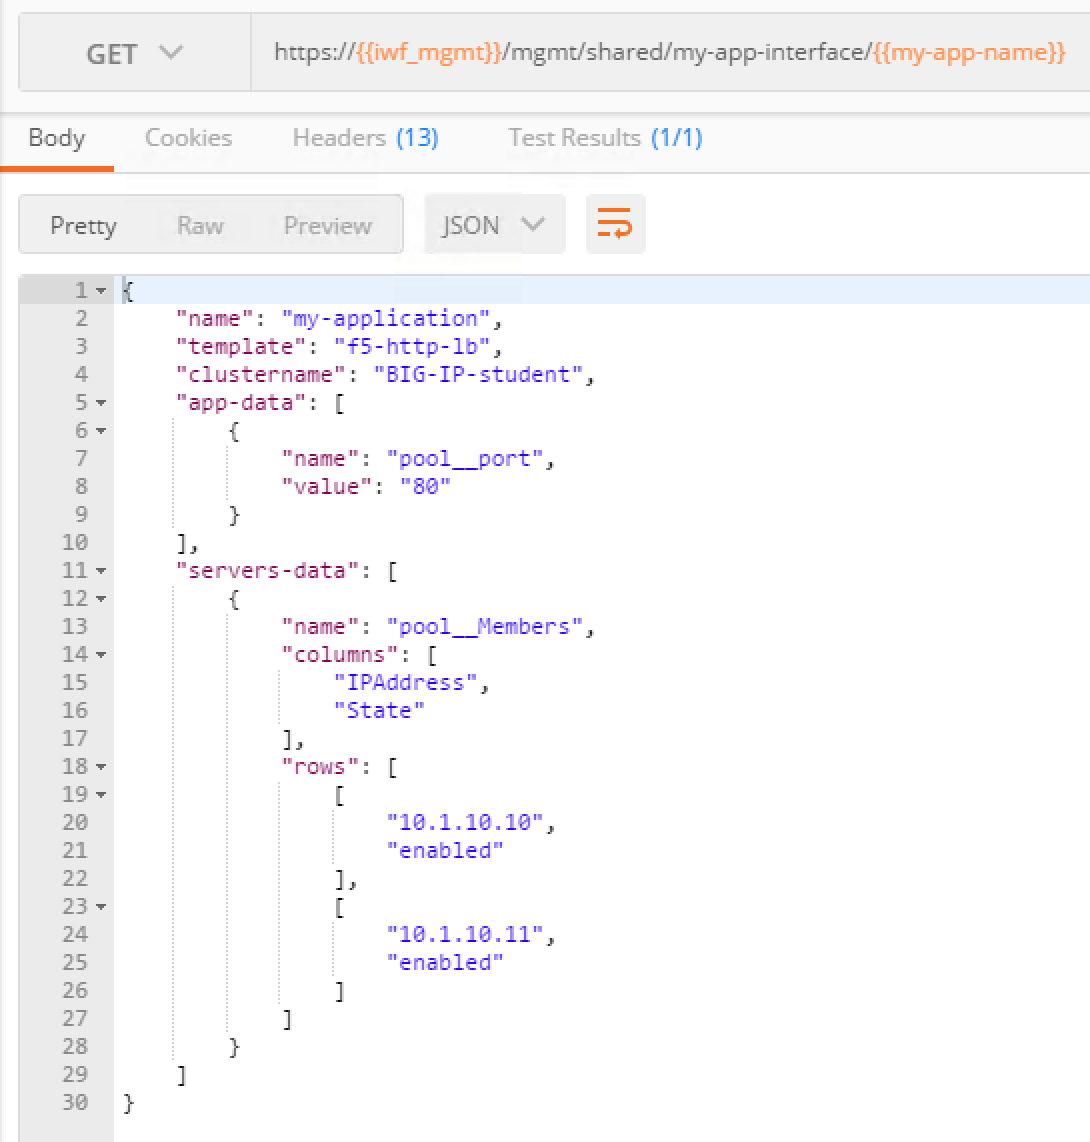 GET https://{{iwf_mgmt}}/mgmt/shared/my-app-interface/{{my-app-name}}
Body Cookies Headers (13) Test Results (1/1)
Pretty Raw Preview JSON
1 {
2 "name": "my-application",
3 "template": "f5-http-lb",
4 "clustername": "BIG-IP-student",
5 "app-data": [
6 {
7 "name": "pool__port",
8 "value": "80"
9 }
10 ],
11 "servers-data": [
12 {
13 "name": "pool__Members",
14 "columns": [
15 "IPAddress",
16 "State"
17 ],
18 "rows": [
19 [
20 "10.1.10.10",
21 "enabled"
22 ],
23 [
24 "10.1.10.11",
25 "enabled"
26 ]
27 ]
28 }
29 ]
30 }